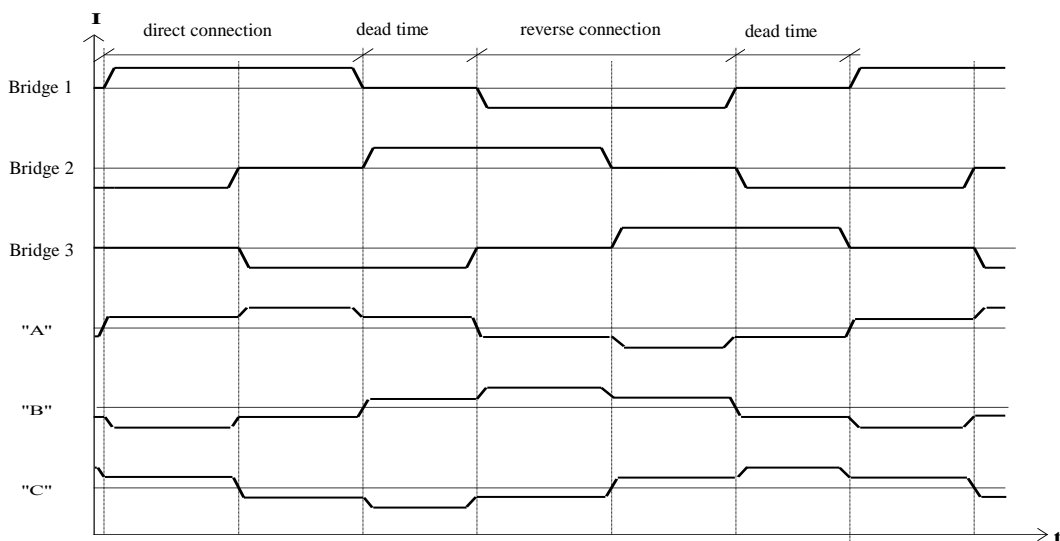 I
direct connection
dead time
reverse connection
dead time
Bridge 1
Bridge 2
Bridge 3
"A"
"B"
"C"
t